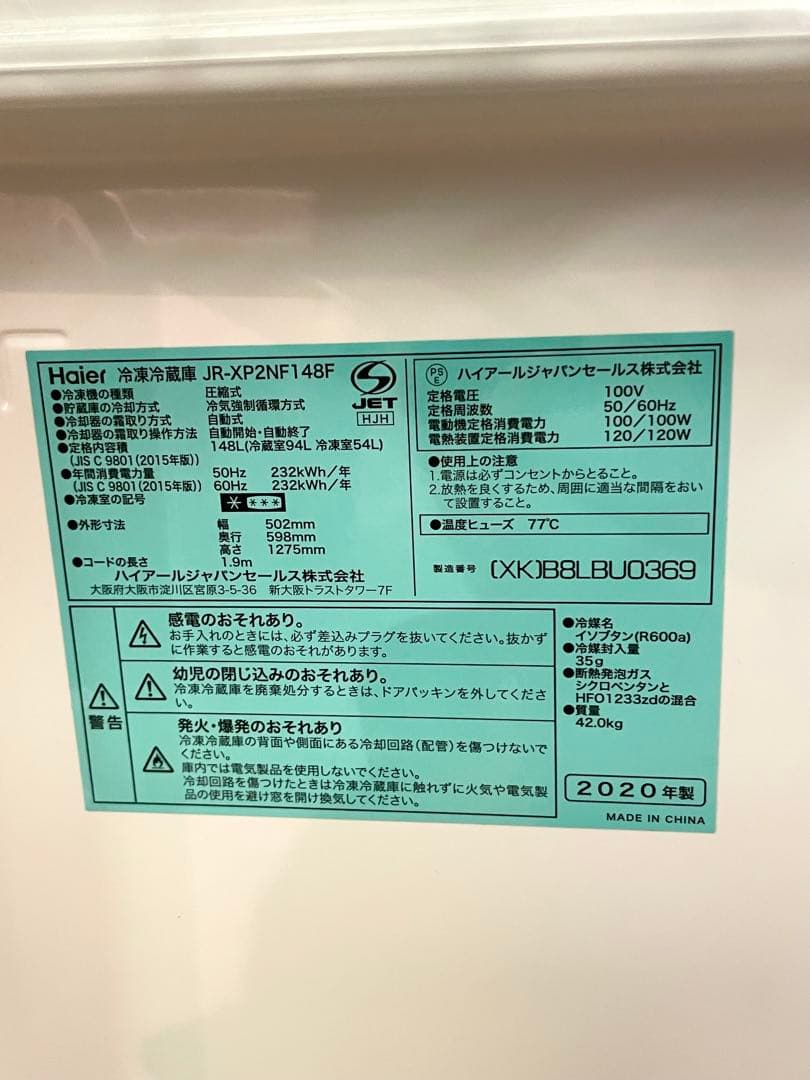 Haier 冷凍冷蔵庫 JR-XP2NF148F
JET
HJH
●冷凍機の種類 圧縮式
●貯蔵庫の冷却方式 冷気強制循環方式
●冷却器の霜取り方式 自動式
●冷却器の霜取り操作方法 自動開始・自動終了
●定格内容積 148L(冷蔵室94L 冷凍室54L)
(JIS C 9801(2015年版))
●年間消費電力量 50Hz 232kWh/年
(JIS C 9801(2015年版)) 60Hz 232kWh/年
●冷凍室の記号
●外形寸法 幅 502mm
奥行 598mm
高さ 1275mm
●コードの長さ 1.9m
ハイアールジャパンセールス株式会社
大阪府大阪市淀川区宮原3-5-36 新大阪トラストタワー7F
PSE ハイアールジャパンセールス株式会社
定格電圧 100V
定格周波数 50/60Hz
電動機定格消費電力 100/100W
電熱装置定格消費電力 120/120W
●使用上の注意
1.電源は必ずコンセントからとること。
2.放熱を良くするため、周囲に適当な間隔をおい
て設置すること。
●温度ヒューズ 77℃
製造番号 (XK)B8LBU0369
警告
感電のおそれあり。
お手入れのときには、必ず差込みプラグを抜いてください。抜かず
に作業すると感電のおそれがあります。
幼児の閉じ込めのおそれあり。
冷凍冷蔵庫を廃棄処分するときは、ドアパッキンを外してくださ
い。
発火・爆発のおそれあり
冷凍冷蔵庫の背面や側面にある冷却回路(配管)を傷つけないで
ください。
庫内では電気製品を使用しないでください。
冷却回路を傷つけたときは冷凍冷蔵庫に触れずに火気や電気製
品の使用を避け窓を開け換気してください。
●冷媒名
イソブタン(R600a)
●冷媒封入量
35g
●断熱発泡ガス
シクロペンタンと
HFO1233zdの混合
●質量
42.0kg
2020年製
MADE IN CHINA